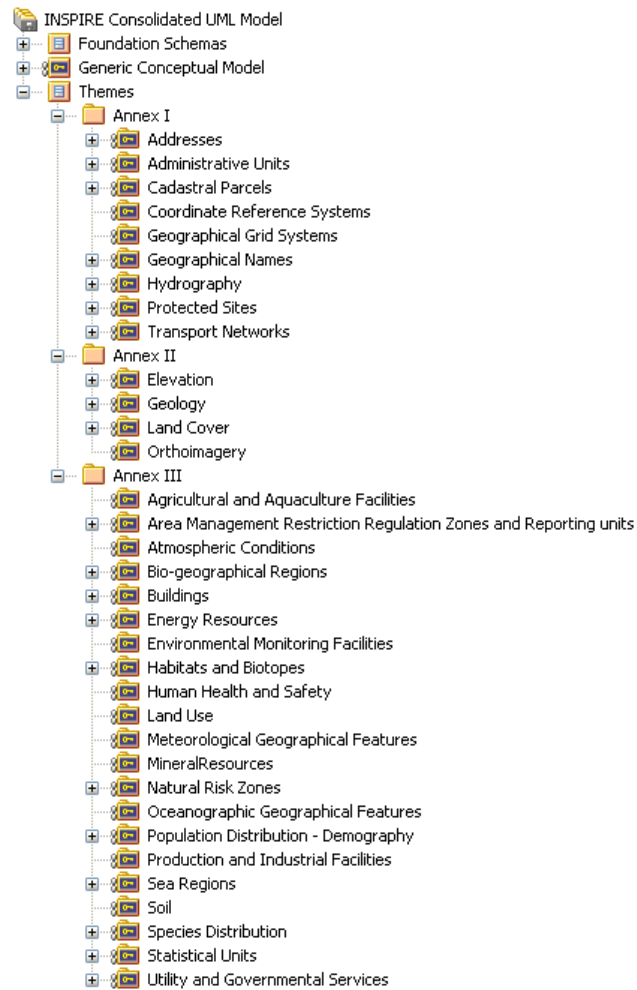 INSPIRE Consolidated UML Model
Foundation Schemas
Generic Conceptual Model
Themes
Annex I
Addresses
Administrative Units
Cadastral Parcels
Coordinate Reference Systems
Geographical Grid Systems
Geographical Names
Hydrography
Protected Sites
Transport Networks
Annex II
Elevation
Geology
Land Cover
Orthoimagery
Annex III
Agricultural and Aquaculture Facilities
Area Management Restriction Regulation Zones and Reporting units
Atmospheric Conditions
Bio-geographical Regions
Buildings
Energy Resources
Environmental Monitoring Facilities
Habitats and Biotopes
Human Health and Safety
Land Use
Meteorological Geographical Features
MineralResources
Natural Risk Zones
Oceanographic Geographical Features
Population Distribution - Demography
Production and Industrial Facilities
Sea Regions
Soil
Species Distribution
Statistical Units
Utility and Governmental Services